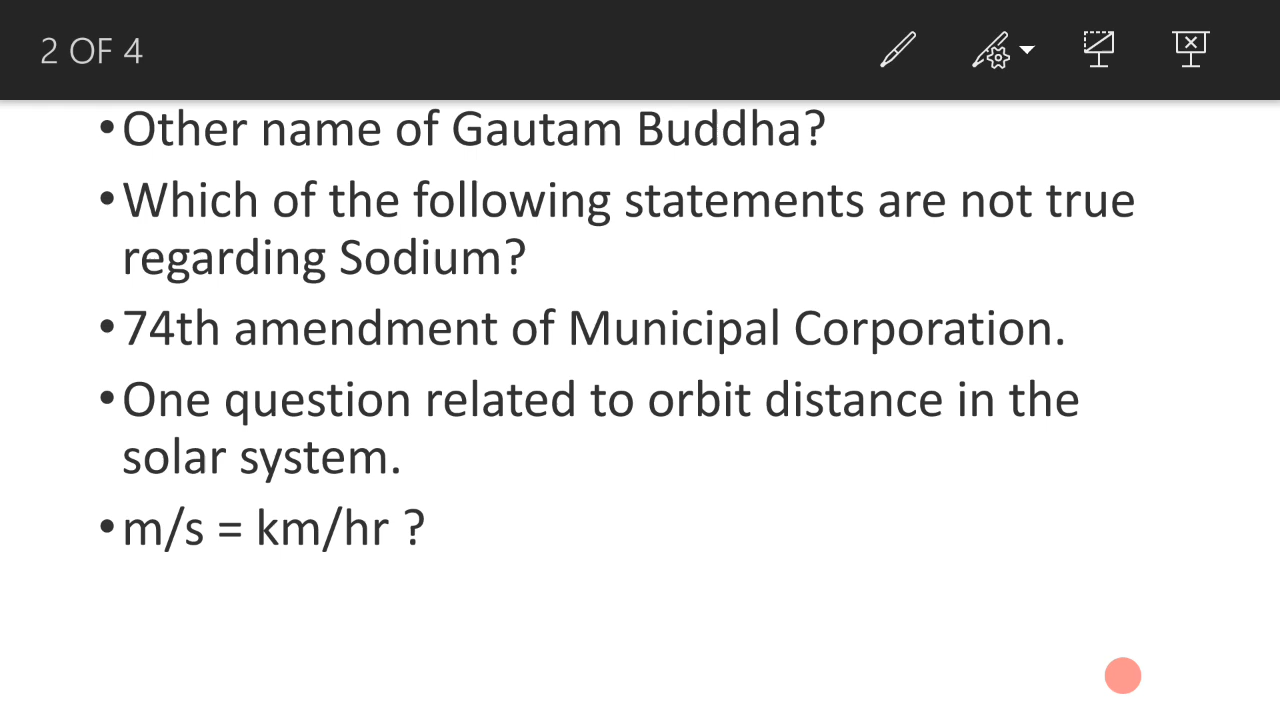 2 OF 4
•Other name of Gautam Buddha?
•Which of the following statements are not true
regarding Sodium?
•74th amendment of Municipal Corporation.
•One question related to orbit distance in the
solar system.
•m/s = km/hr ?